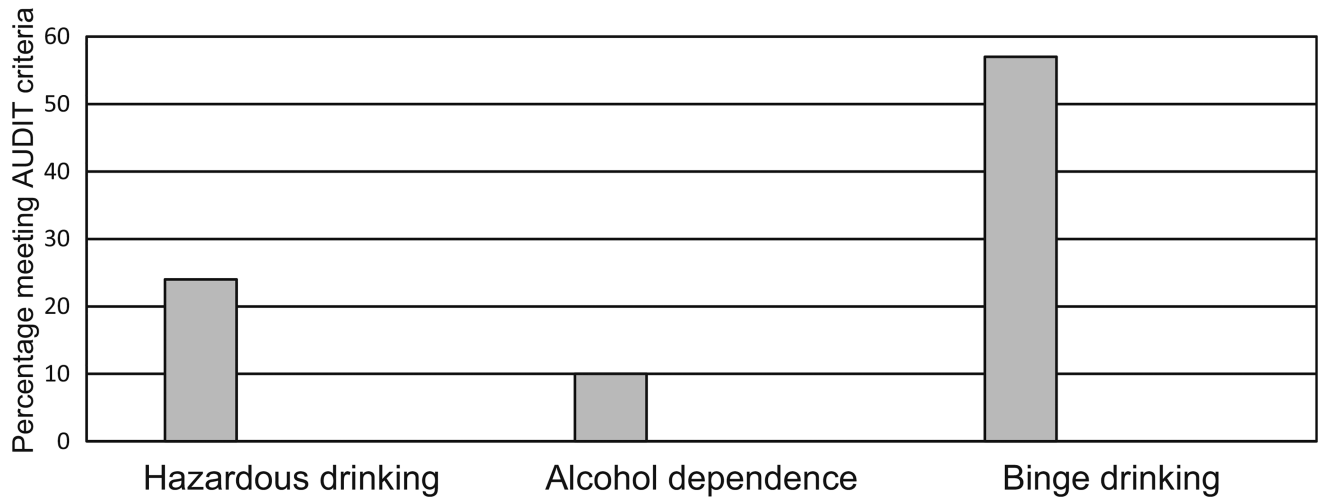 Percentage meeting AUDIT criteria
60
50
40
30
20
10
0
Hazardous drinking
Alcohol dependence
Binge drinking